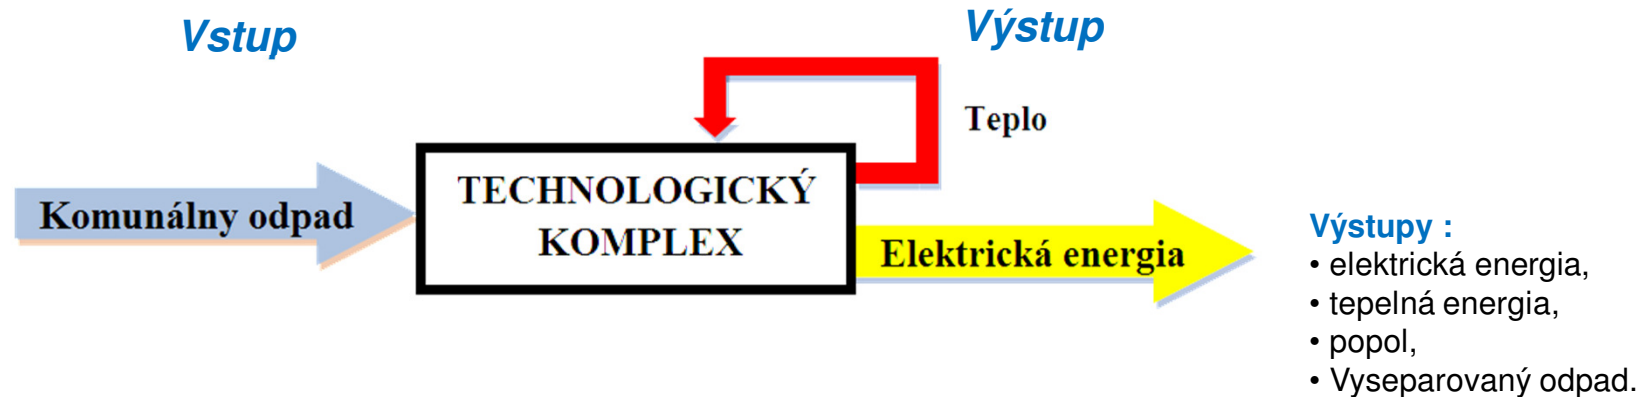 Vstup
Výstup
Teplo
TECHNOLOGICKÝ
KOMPLEX
Komunálny odpad
Elektrická energia
Výstupy :
• elektrická energia,
• tepelná energia,
• popol,
• Vyseparovaný odpad.